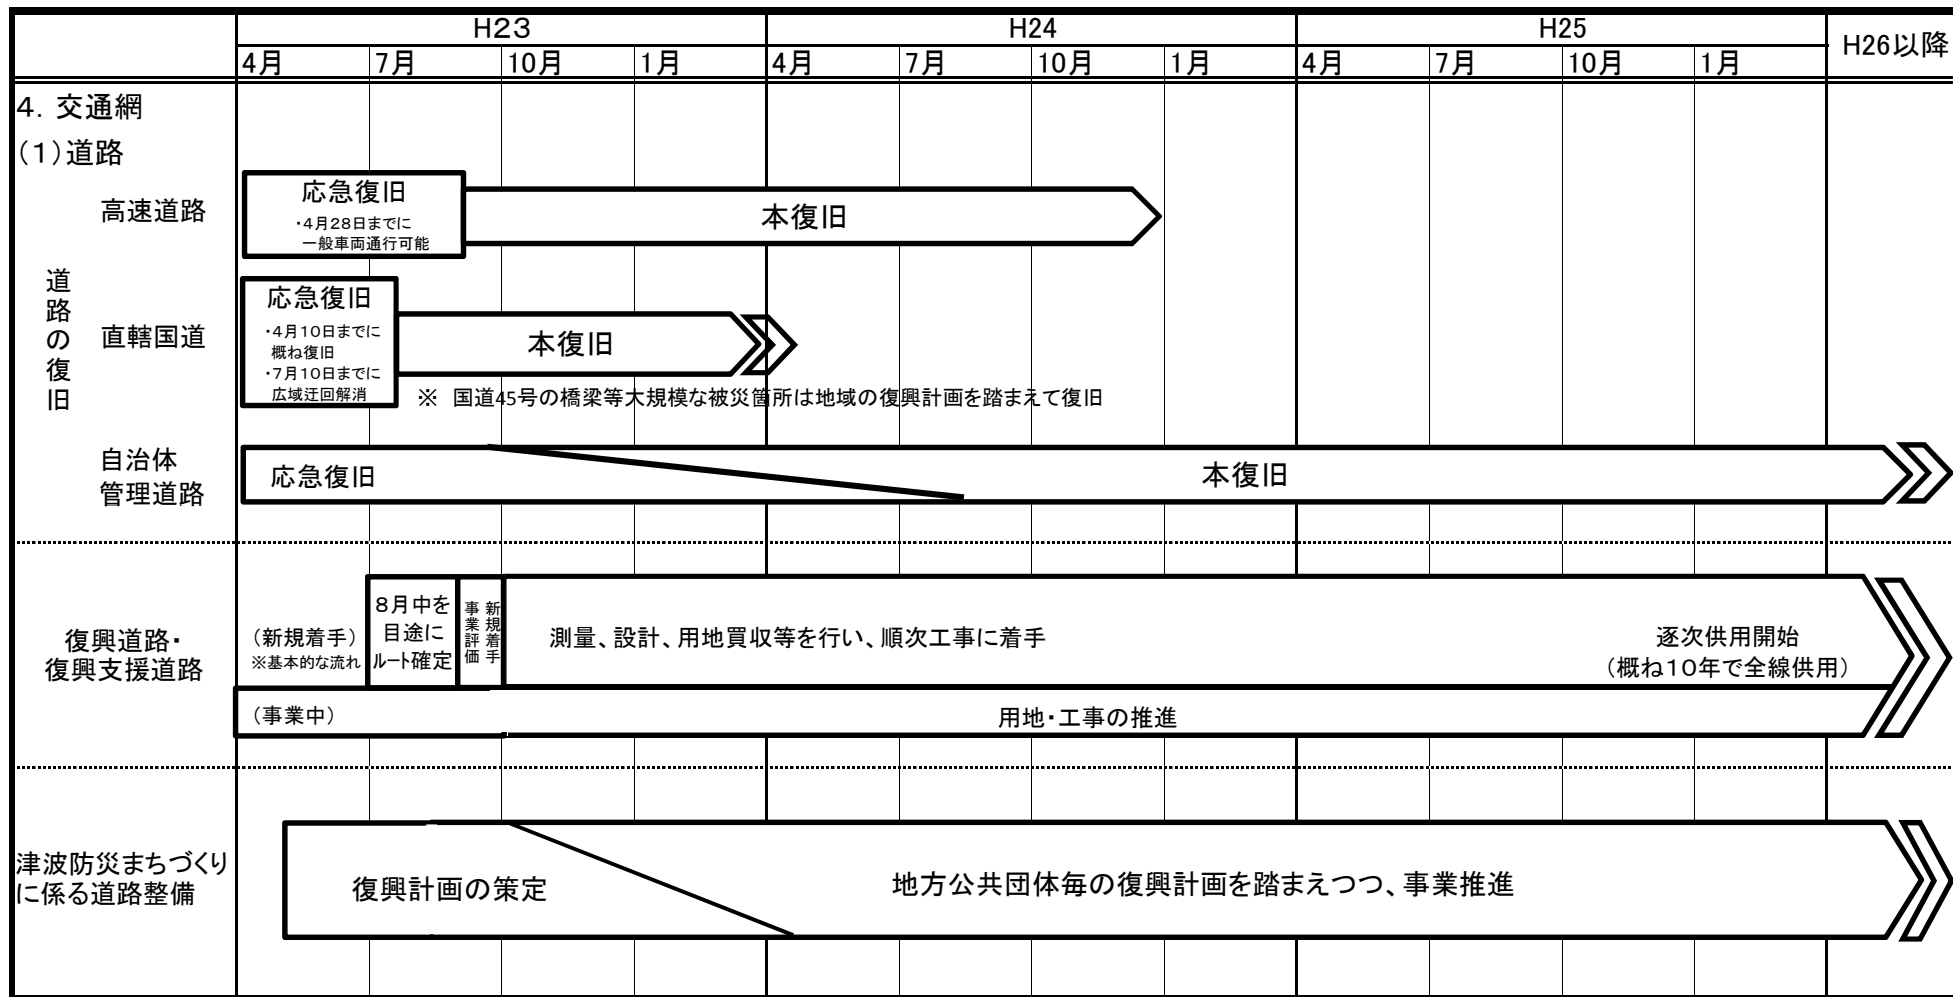 H23
H24
H25
H26以降
4月
7月
10月
1月
4月
7月
10月
1月
4月
7月
10月
1月
4．交通網
（１）道路
道路の復旧
高速道路
応急復旧
・4月28日までに
一般車両通行可能
本復旧
直轄国道
応急復旧
・4月10日までに
概ね復旧
・7月10日までに
広域迂回解消
本復旧
※ 国道45号の橋梁等大規模な被災箇所は地域の復興計画を踏まえて復旧
自治体
管理道路
応急復旧
本復旧
復興道路・
復興支援道路
（新規着手）
※基本的な流れ
８月中を
目途に
ルート確定
新規着手
事業評価
測量、設計、用地買収等を行い、順次工事に着手
逐次供用開始
（概ね１０年で全線供用）
（事業中）
用地・工事の推進
津波防災まちづくり
に係る道路整備
復興計画の策定
地方公共団体毎の復興計画を踏まえつつ、事業推進